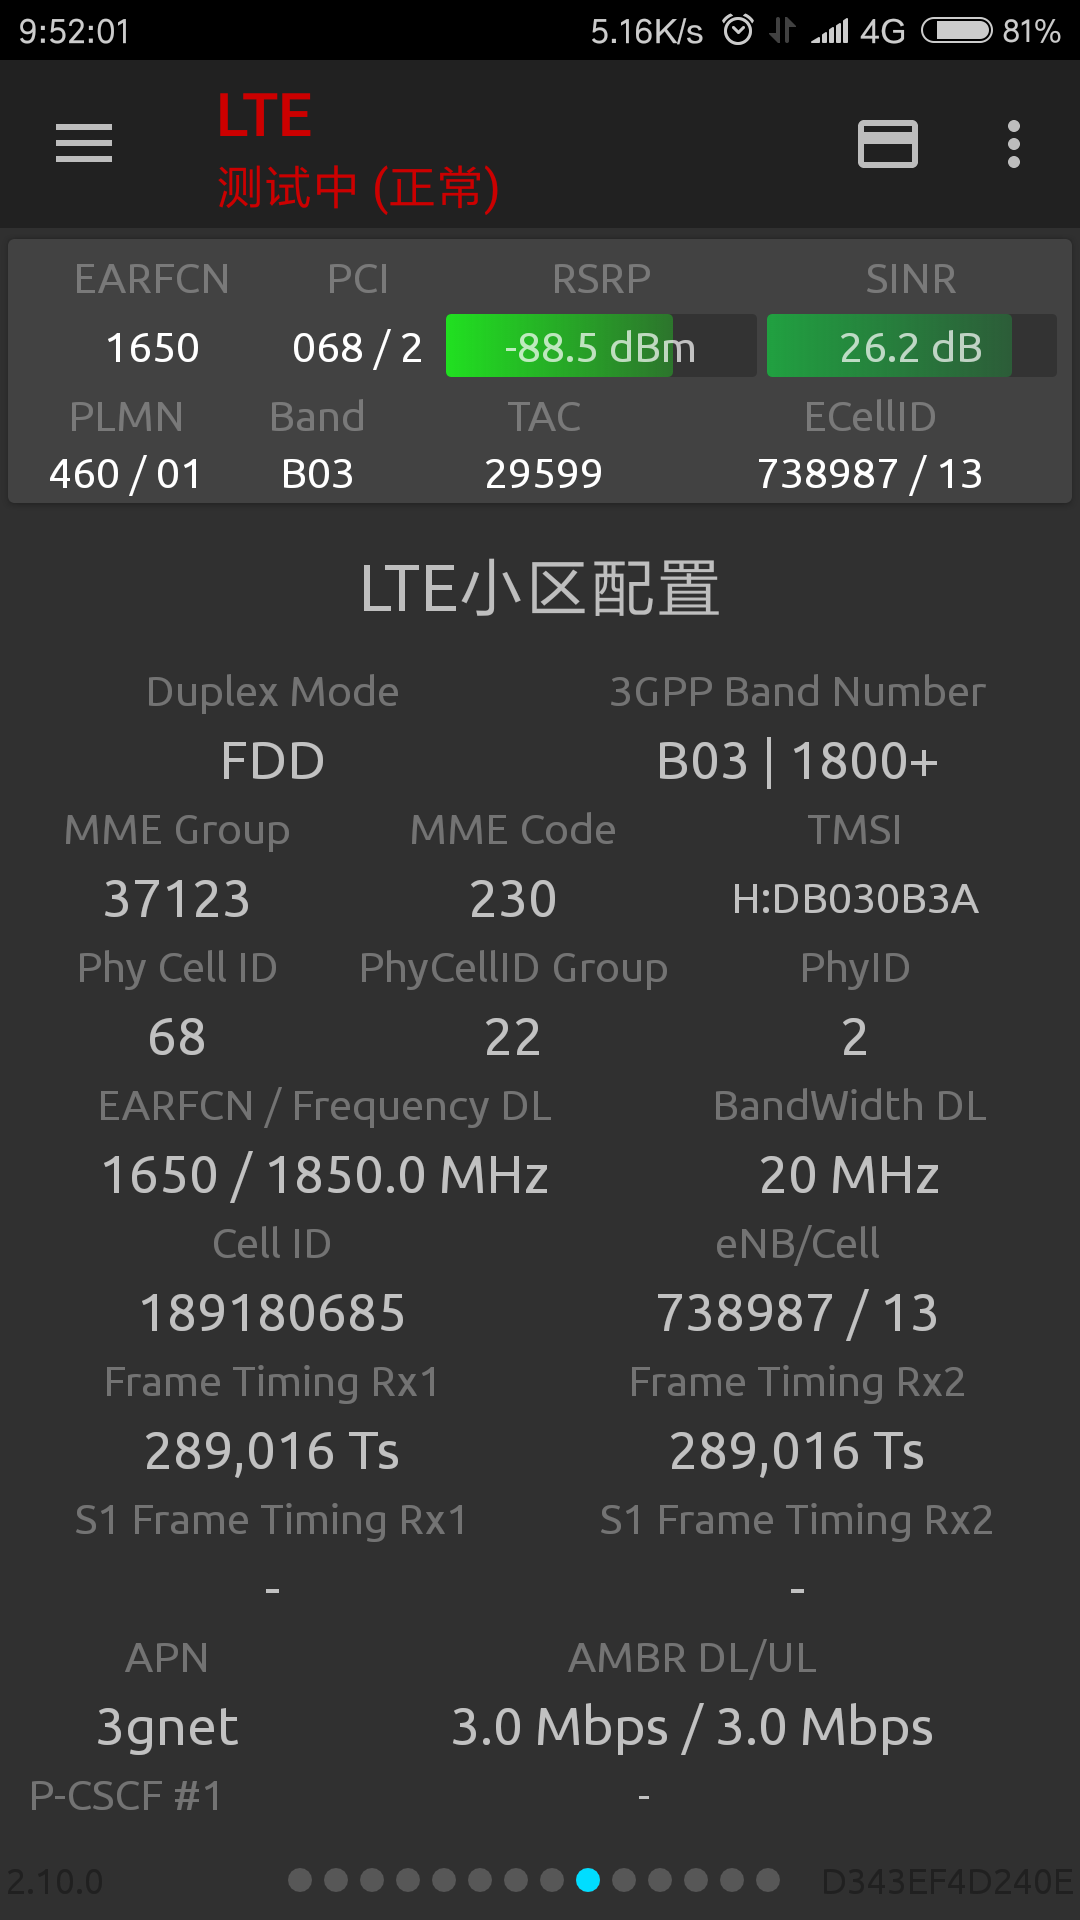 9:52:01 5.16K/s 4G 81%
LTE
测试中 (正常)
EARFCN PCI RSRP SINR
1650 068 / 2 -88.5 dBm 26.2 dB
PLMN Band TAC ECellID
460 / 01 B03 29599 738987 / 13
LTE小区配置
Duplex Mode 3GPP Band Number
FDD B03 | 1800+
MME Group MME Code TMSI
37123 230 H:DB030B3A
Phy Cell ID PhyCellID Group PhyID
68 22 2
EARFCN / Frequency DL BandWidth DL
1650 / 1850.0 MHz 20 MHz
Cell ID eNB/Cell
189180685 738987 / 13
Frame Timing Rx1 Frame Timing Rx2
289,016 Ts 289,016 Ts
S1 Frame Timing Rx1 S1 Frame Timing Rx2
- -
APN AMBR DL/UL
3gnet 3.0 Mbps / 3.0 Mbps
P-CSCF #1 -
2.10.0 D343EF4D240E